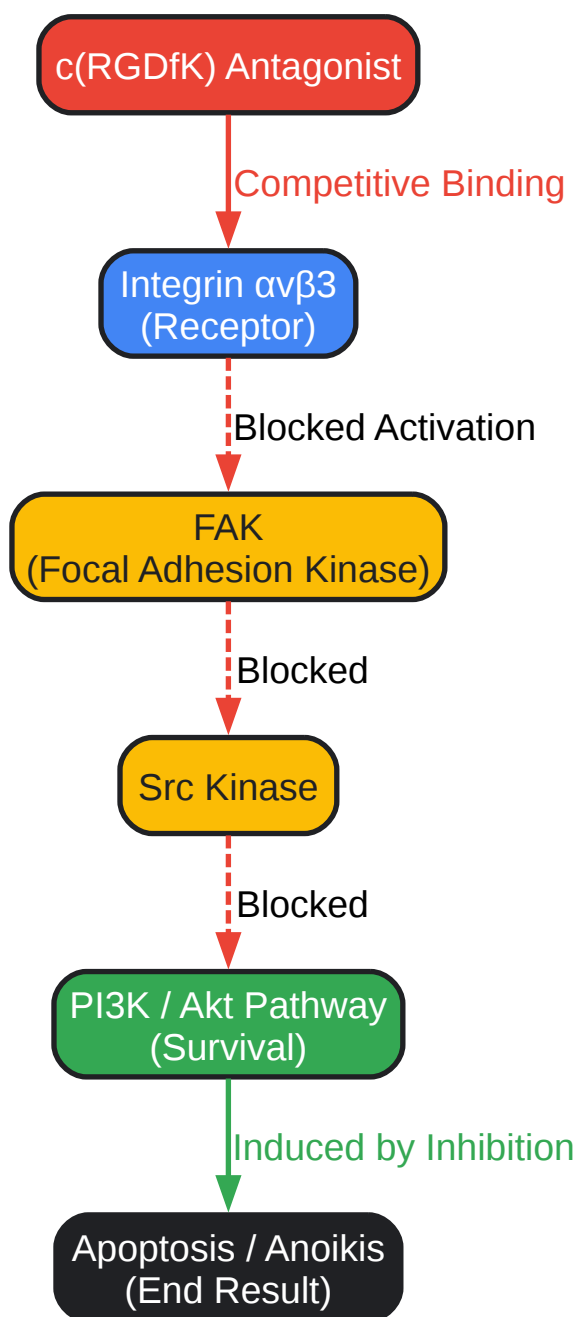 c(RGDfK) Antagonist
Competitive Binding
Integrin αvβ3
(Receptor)
Blocked Activation
FAK
(Focal Adhesion Kinase)
Blocked
Src Kinase
Blocked
PI3K / Akt Pathway
(Survival)
Induced by Inhibition
Apoptosis / Anoikis
(End Result)